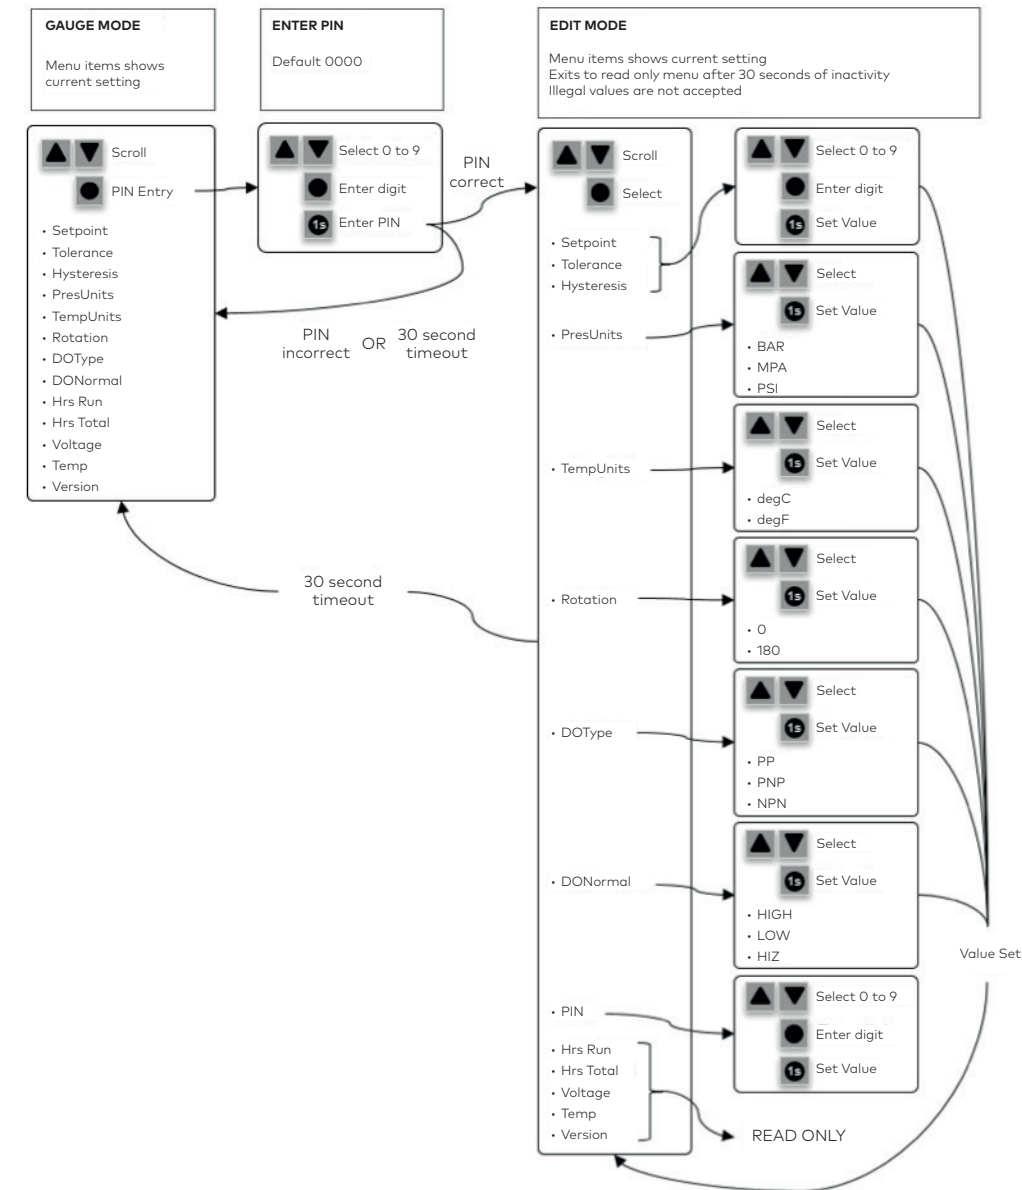 GAUGE MODE
Menu items shows
current setting
ENTER PIN
Default 0000
EDIT MODE
Menu items shows current setting
Exits to read only menu after 30 seconds of inactivity
Illegal values are not accepted
Scroll
PIN Entry
• Setpoint
• Tolerance
• Hysteresis
• PresUnits
• TempUnits
• Rotation
• DOType
• DONormal
• Hrs Run
• Hrs Total
• Voltage
• Temp
• Version
Select 0 to 9
Enter digit
1s Enter PIN
PIN
correct
PIN
incorrect
OR
30 second
timeout
30 second
timeout
Scroll
Select
• Setpoint
• Tolerance
• Hysteresis
• PresUnits
• TempUnits
• Rotation
• DOType
• DONormal
• PIN
• Hrs Run
• Hrs Total
• Voltage
• Temp
• Version
Select 0 to 9
Enter digit
1s Set Value
Select
1s Set Value
• BAR
• MPA
• PSI
Select
1s Set Value
• degC
• degF
Select
1s Set Value
• 0
• 180
Select
1s Set Value
• PP
• PNP
• NPN
Select
1s Set Value
• HIGH
• LOW
• HIZ
Select 0 to 9
Enter digit
1s Set Value
READ ONLY
Value Set